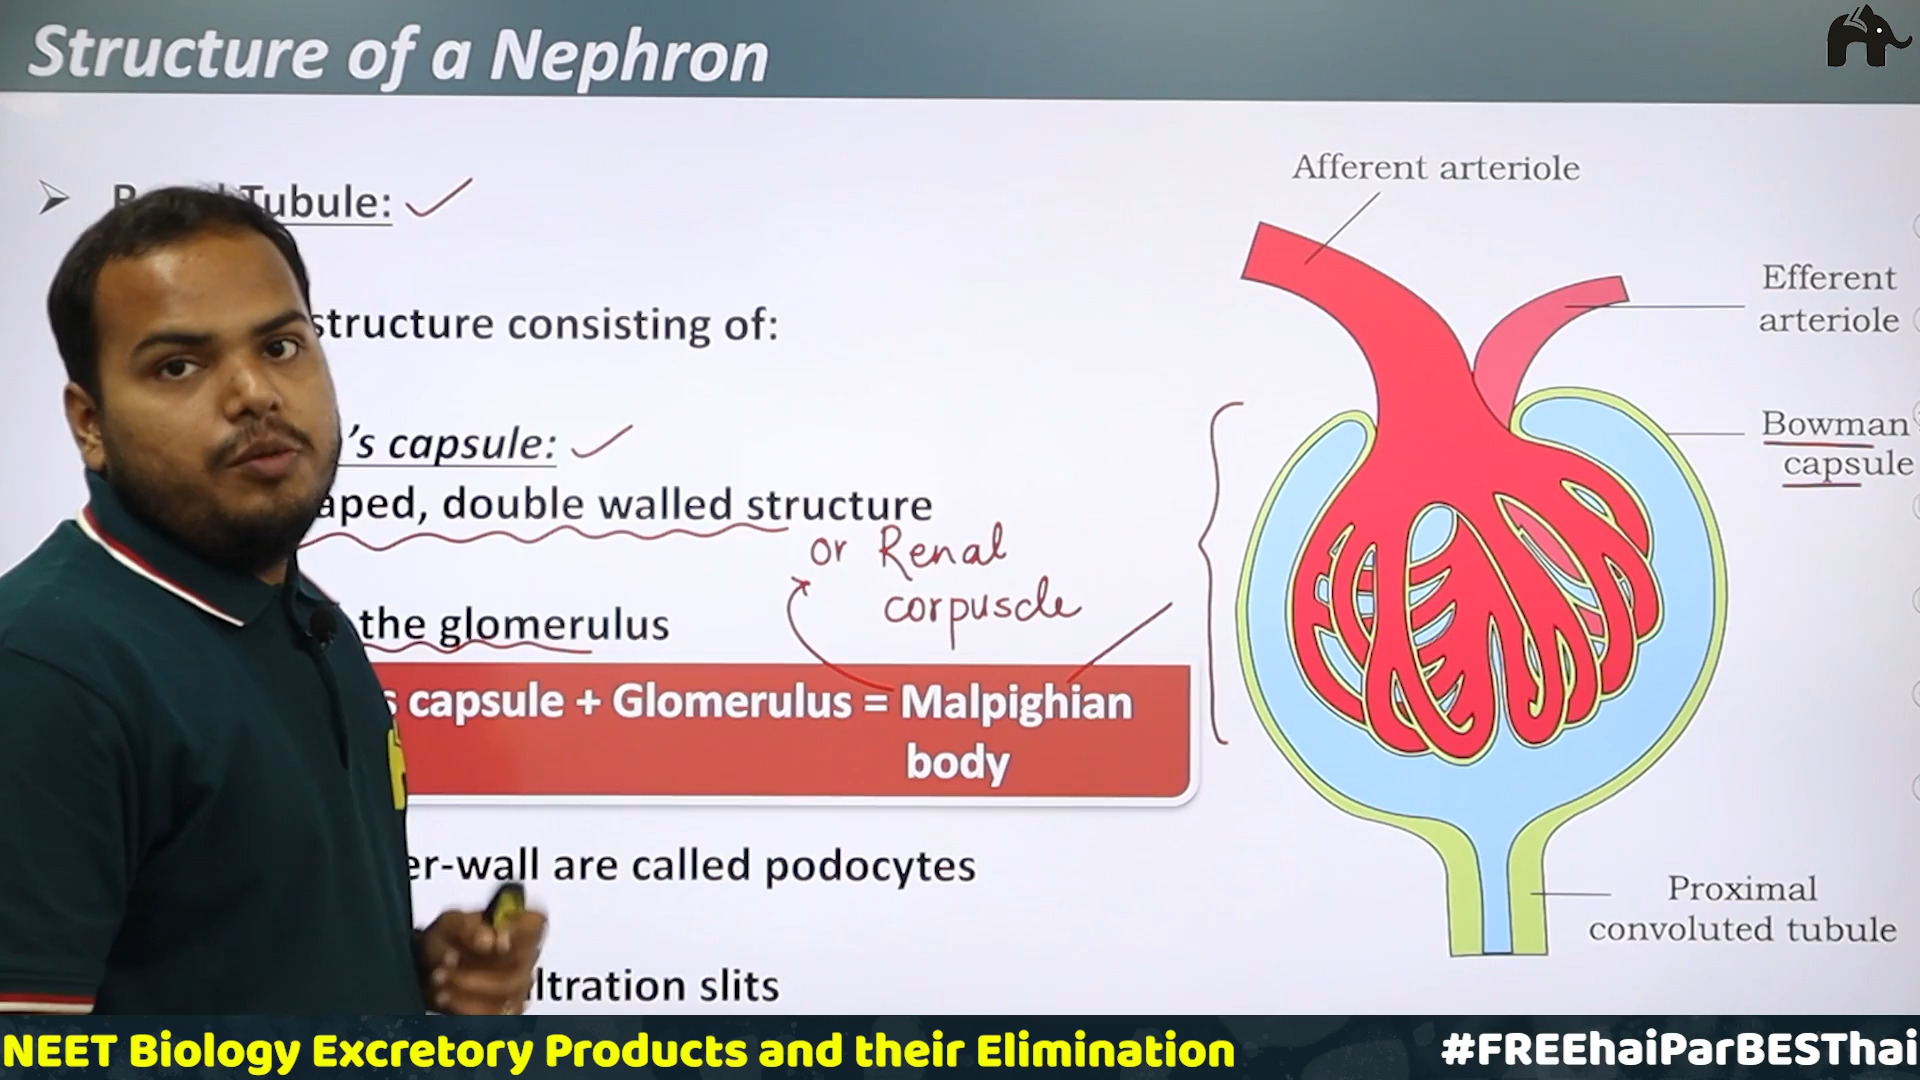 Structure of a Nephron
Tubule:
structure consisting of:
’s capsule:
aped, double walled structure
or Renal
corpuscle
the glomerulus
s capsule + Glomerulus = Malpighian
body
er-wall are called podocytes
ltration slits
Afferent arteriole
Efferent
arteriole
Bowman
capsule
Proximal
convoluted tubule
NEET Biology Excretory Products and their Elimination
#FREEhaiParBESThai